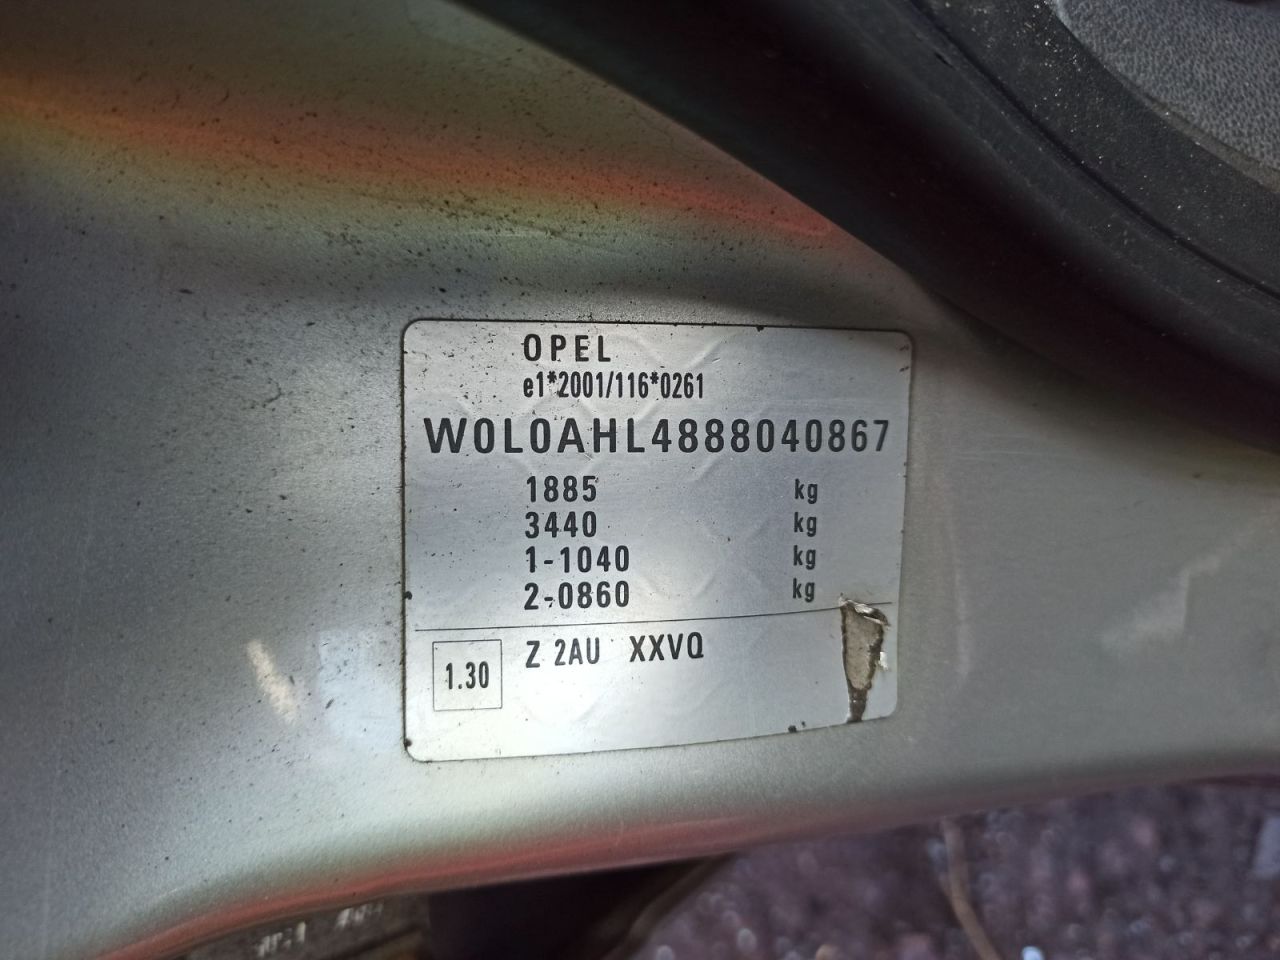 OPEL
e1*2001/116*0261
W0L0AHL4888040867
1885 kg
3440 kg
1-1040 kg
2-0860 kg
1.30 Z 2AU XXVQ